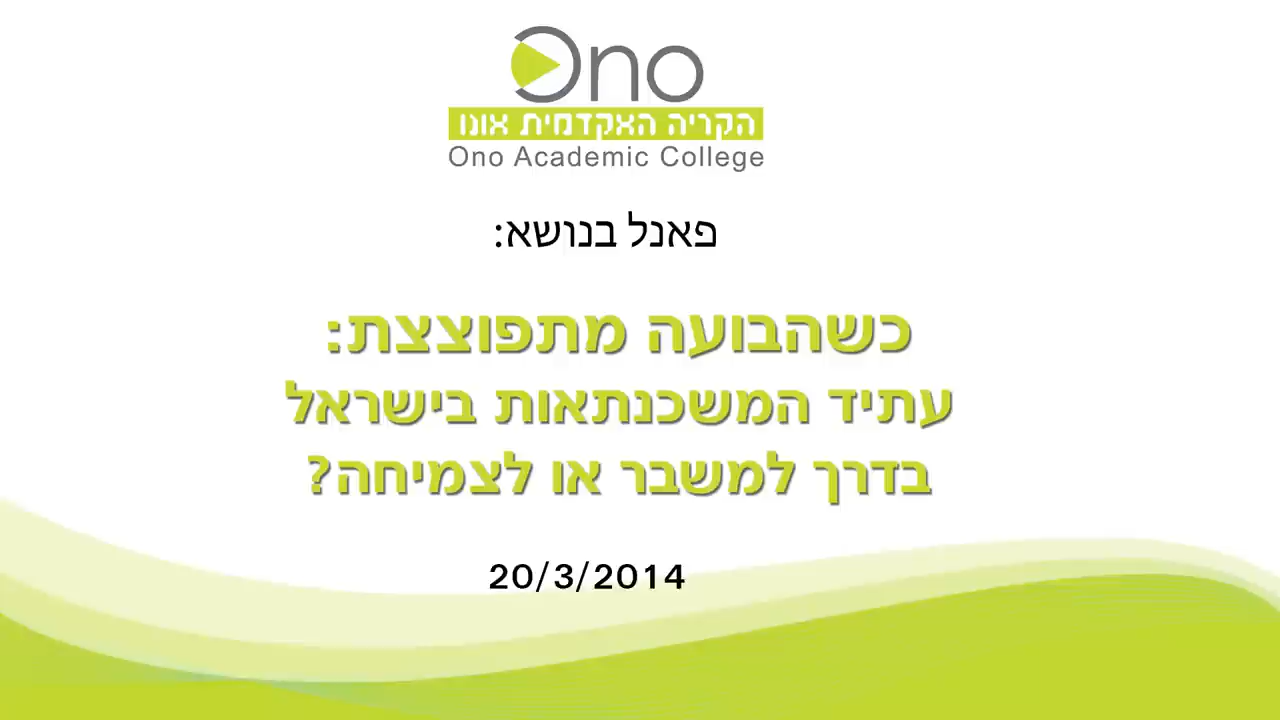 Ono
הקריה האקדמית אונו
Ono Academic College
פאנל בנושא:
כשהבועה מתפוצצת:
עתיד המשכנתאות בישראל
בדרך למשבר או לצמיחה?
20/3/2014